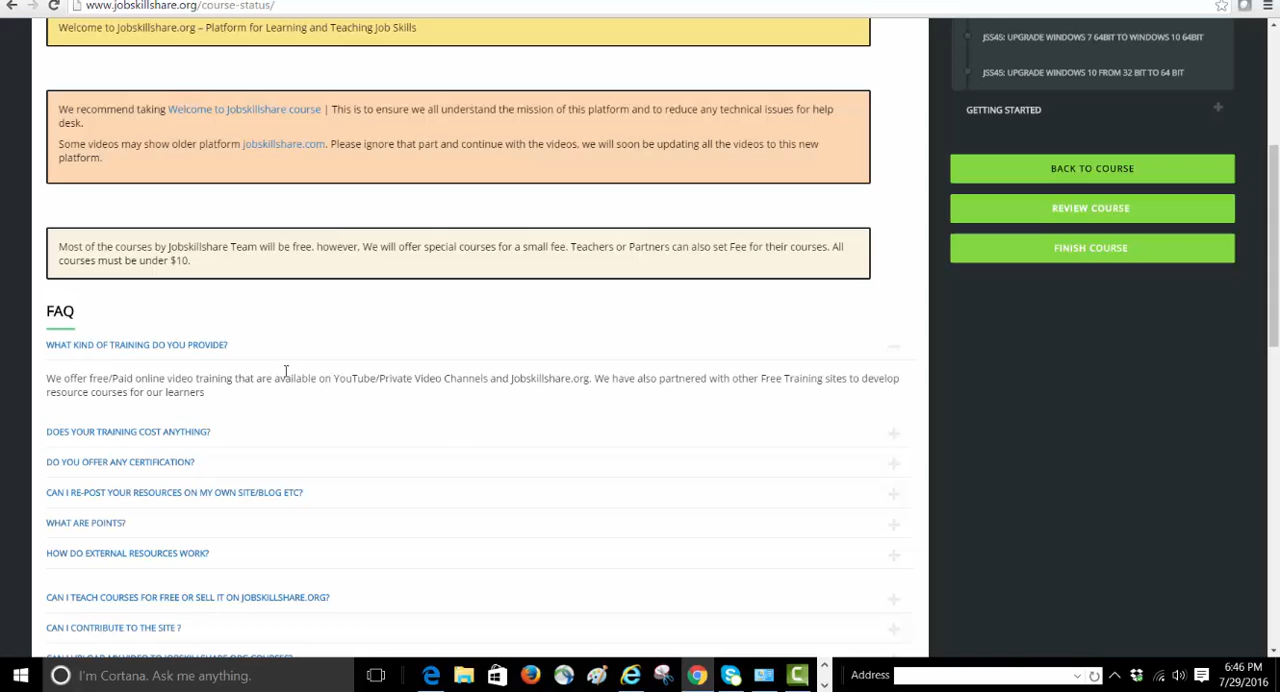 www.jobskillshare.org/course-status/
Welcome to Jobskillshare.org – Platform for Learning and Teaching Job Skills
We recommend taking Welcome to Jobskillshare course | This is to ensure we all understand the mission of this platform and to reduce any technical issues for help
desk.
Some videos may show older platform jobskillshare.com. Please ignore that part and continue with the videos, we will soon be updating all the videos to this new
platform.
Most of the courses by Jobskillshare Team will be free. however, We will offer special courses for a small fee. Teachers or Partners can also set Fee for their courses. All
courses must be under $10.
FAQ
WHAT KIND OF TRAINING DO YOU PROVIDE?
We offer free/Paid online video training that are available on YouTube/Private Video Channels and Jobskillshare.org. We have also partnered with other Free Training sites to develop
resource courses for our learners
DOES YOUR TRAINING COST ANYTHING?
DO YOU OFFER ANY CERTIFICATION?
CAN I RE-POST YOUR RESOURCES ON MY OWN SITE/BLOG ETC?
WHAT ARE POINTS?
HOW DO EXTERNAL RESOURCES WORK?
CAN I TEACH COURSES FOR FREE OR SELL IT ON JOBSKILLSHARE.ORG?
CAN I CONTRIBUTE TO THE SITE ?
CAN I UPLOAD MY VIDEO TO JOBSKILLSHARE.ORG COURSES?
JSS45: UPGRADE WINDOWS 7 64BIT TO WINDOWS 10 64BIT
JSS45: UPGRADE WINDOWS 10 FROM 32 BIT TO 64 BIT
GETTING STARTED
BACK TO COURSE
REVIEW COURSE
FINISH COURSE
I'm Cortana. Ask me anything.
Address
6:46 PM
7/29/2016